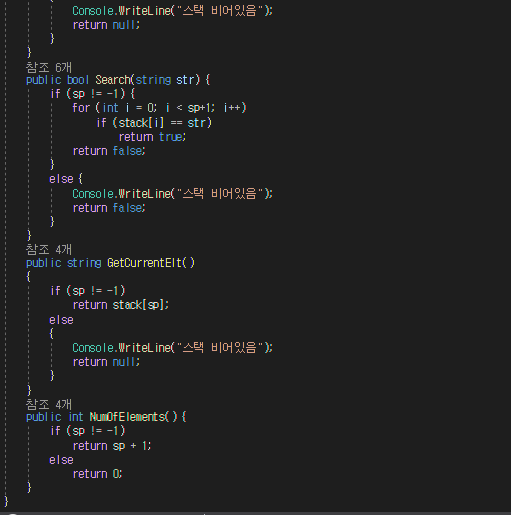 Console.WriteLine("스택 비어있음");
return null;
}
}
참조 6개
public bool Search(string str) {
if (sp != -1) {
for (int i = 0; i < sp+1; i++)
if (stack[i] == str)
return true;
return false;
}
else {
Console.WriteLine("스택 비어있음");
return false;
}
}
참조 4개
public string GetCurrentElt()
{
if (sp != -1)
return stack[sp];
else
{
Console.WriteLine("스택 비어있음");
return null;
}
}
참조 4개
public int NumOfElements() {
if (sp != -1)
return sp + 1;
else
return 0;
}
}